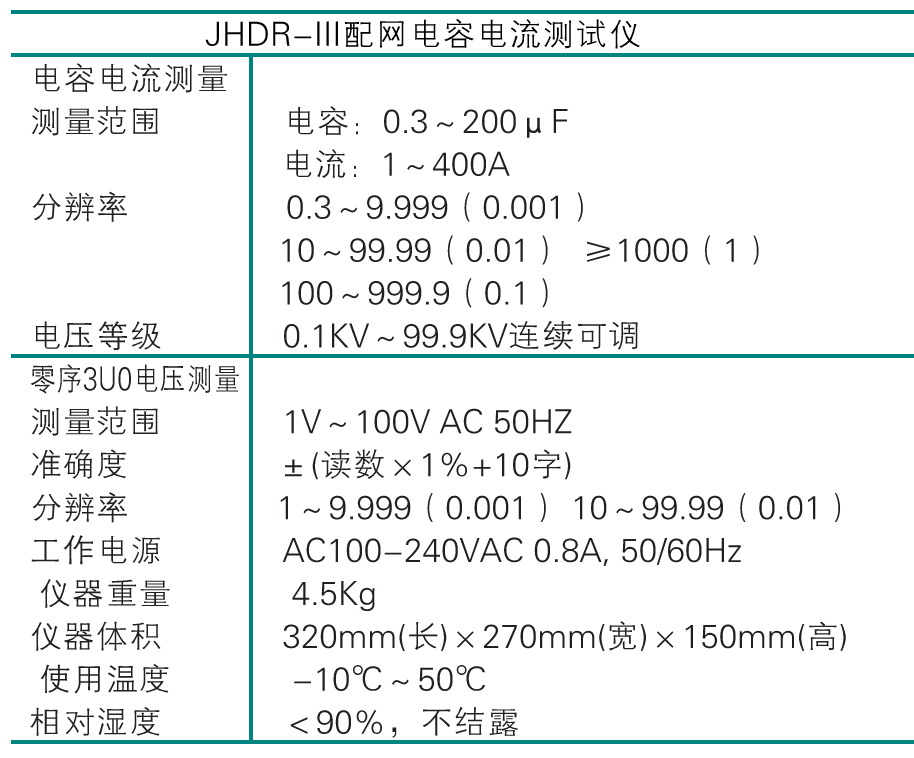 JHDR-III配网电容电流测试仪
电容电流测量
测量范围 电容：0.3～200μF
电流：1～400A
分辨率 0.3～9.999（0.001）
10～99.99（0.01） ≥1000（1）
100～999.9（0.1）
电压等级 0.1KV～99.9KV连续可调
零序3U0电压测量
测量范围 1V～100V AC 50HZ
准确度 ±(读数×1%+10字)
分辨率 1～9.999（0.001） 10～99.99（0.01）
工作电源 AC100-240VAC 0.8A, 50/60Hz
仪器重量 4.5Kg
仪器体积 320mm(长)×270mm(宽)×150mm(高)
使用温度 -10℃～50℃
相对湿度 <90%，不结露